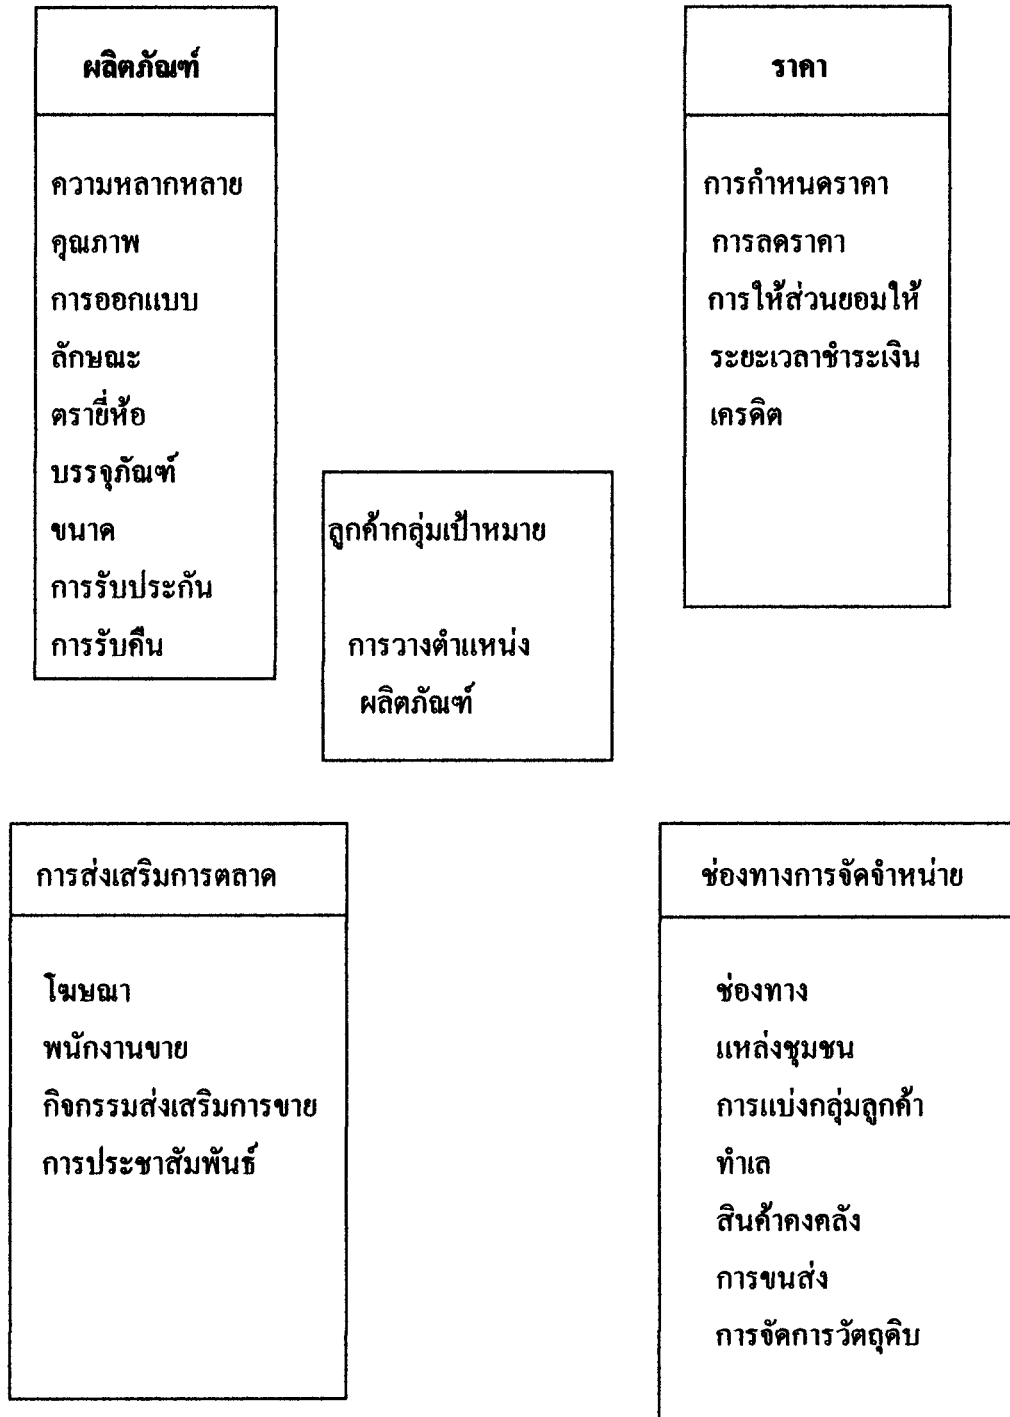 ผลิตภัณฑ์
ความหลากหลาย
คุณภาพ
การออกแบบ
ลักษณะ
ตรายี่ห้อ
บรรจุภัณฑ์
ขนาด
การรับประกัน
การรับคืน
ราคา
การกำหนดราคา
การลดราคา
การให้ส่วนยอมให้
ระยะเวลาชำระเงิน
เครดิต
ลูกค้ากลุ่มเป้าหมาย
การวางตำแหน่ง
ผลิตภัณฑ์
การส่งเสริมการตลาด
โฆษณา
พนักงานขาย
กิจกรรมส่งเสริมการขาย
การประชาสัมพันธ์
ช่องทางการจัดจำหน่าย
ช่องทาง
แหล่งชุมชน
การแบ่งกลุ่มลูกค้า
ทำเล
สินค้าคงคลัง
การขนส่ง
การจัดการวัตถุดิบ